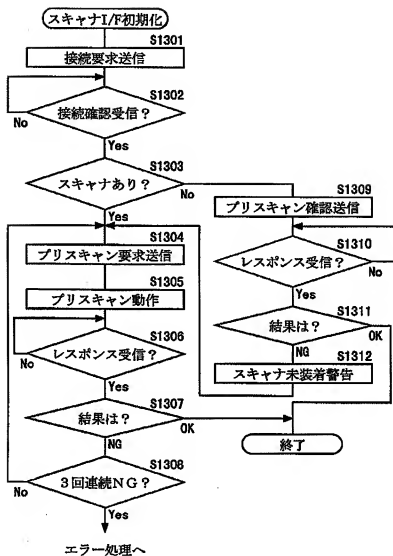 スキャナI/F初期化
S1301
接続要求送信
S1302
接続確認受信？
No
Yes
S1303
スキャナあり？
No
Yes
S1304
プリスキャン要求送信
S1305
プリスキャン動作
S1306
レスポンス受信？
No
Yes
S1307
結果は？
OK
NG
S1308
3回連続NG？
No
Yes
エラー処理へ
S1309
プリスキャン確認送信
S1310
レスポンス受信？
No
Yes
S1311
結果は？
OK
NG
S1312
スキャナ未装着警告
終了